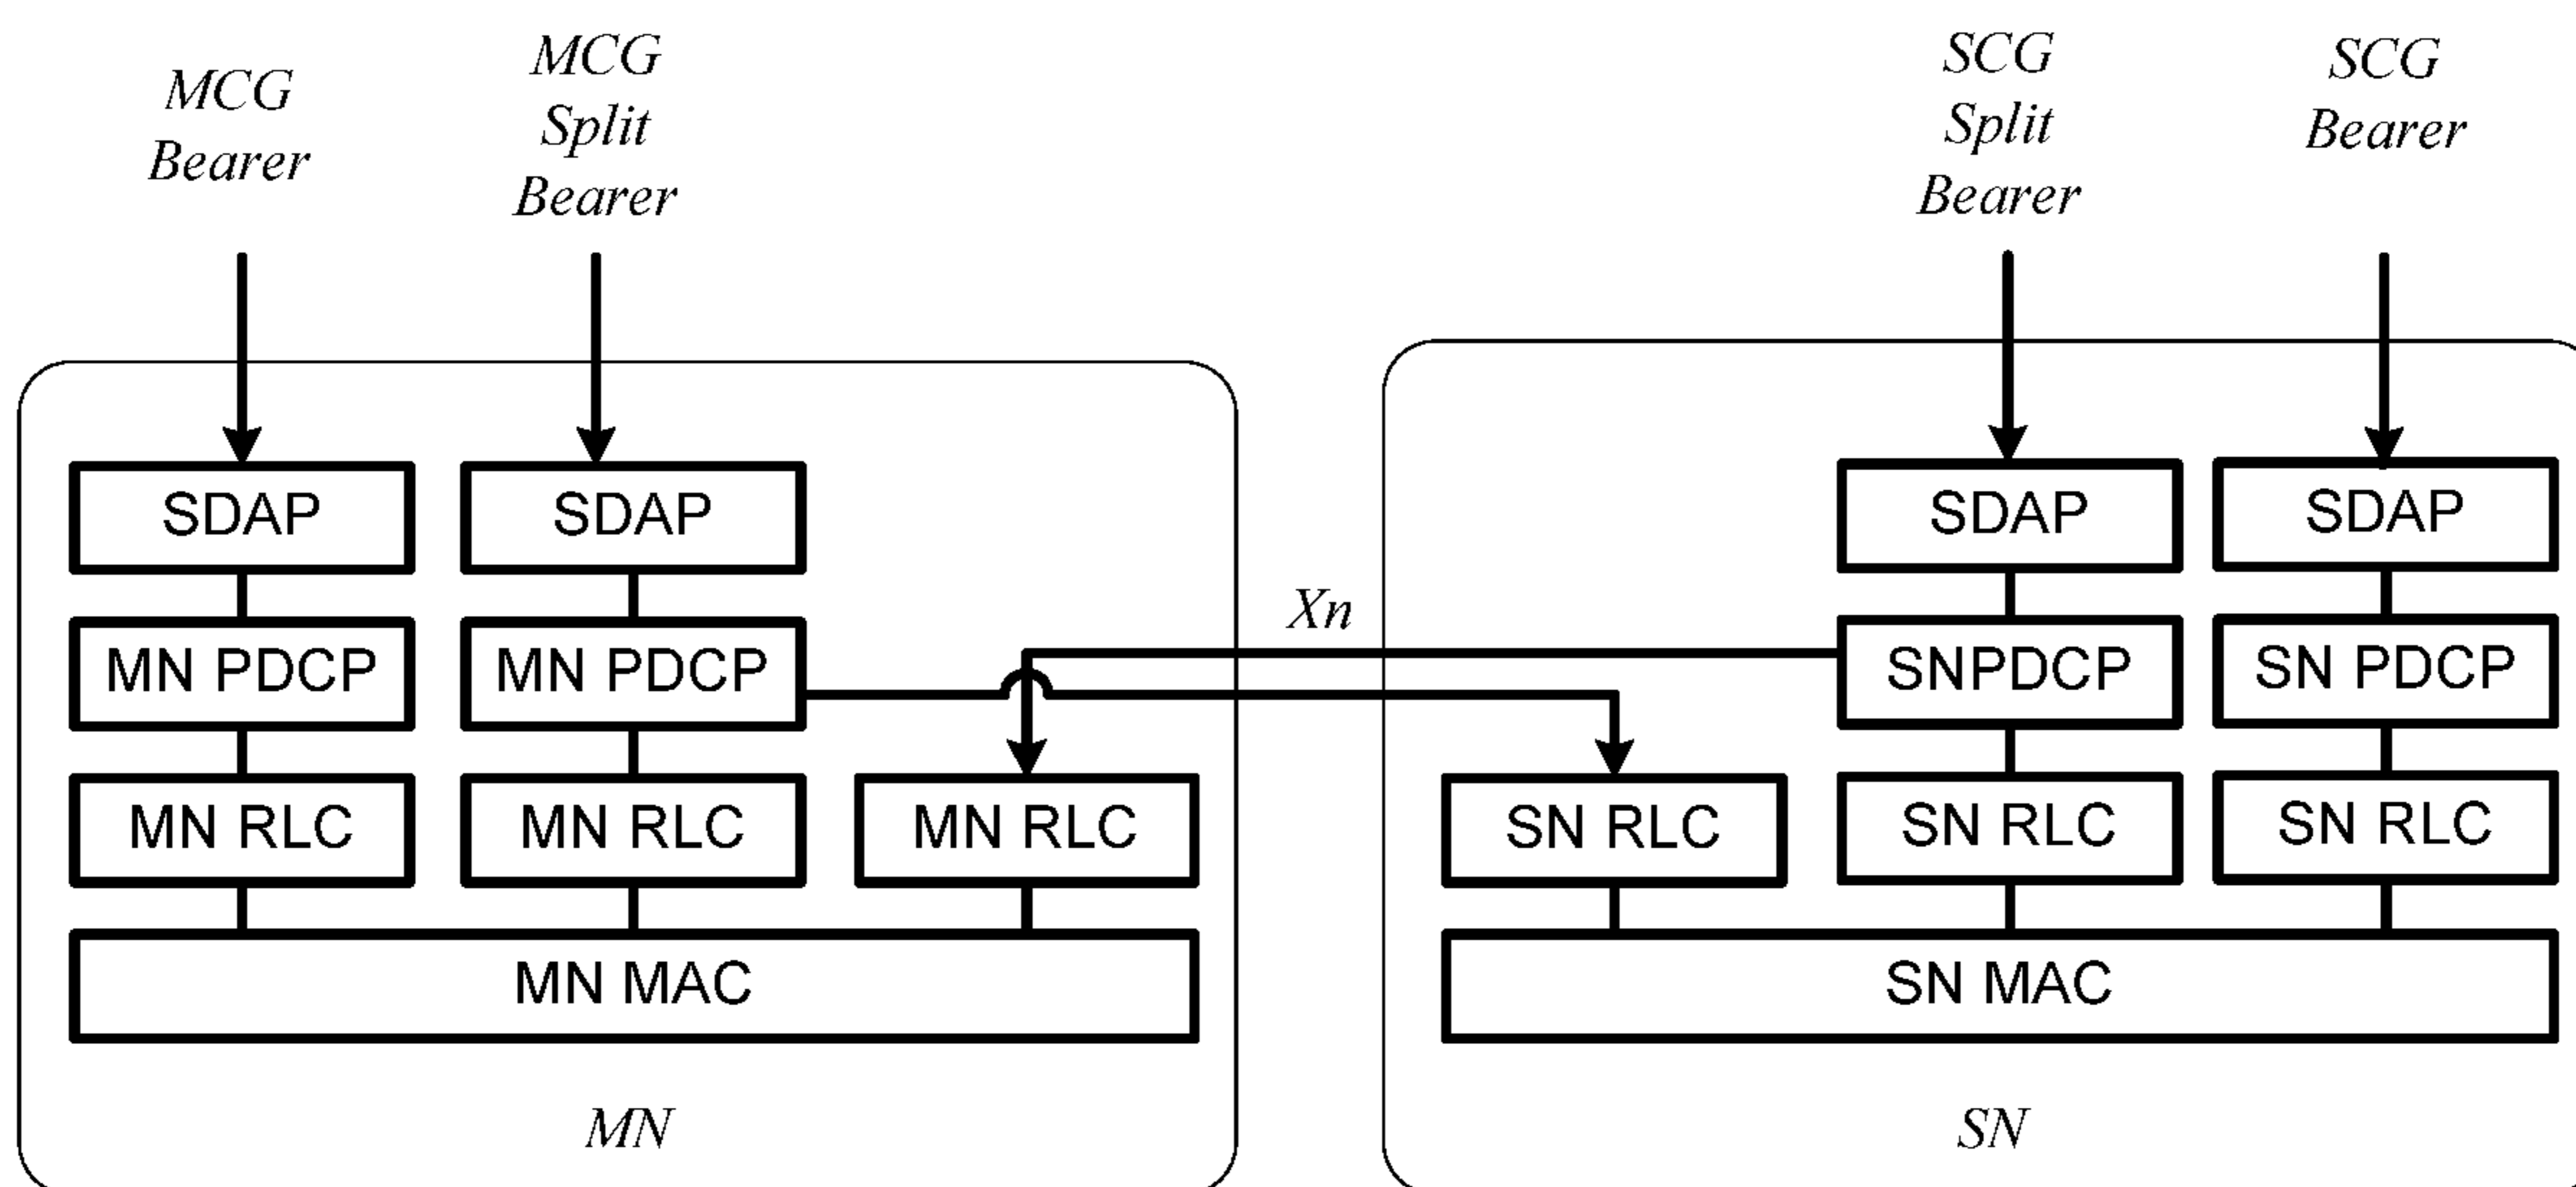 MCG
Bearer
MCG
Split
Bearer
SCG
Split
Bearer
SCG
Bearer
SDAP
SDAP
SDAP
SDAP
Xn
MN PDCP
MN PDCP
SNPDCP
SN PDCP
MN RLC
MN RLC
MN RLC
SN RLC
SN RLC
SN RLC
MN MAC
SN MAC
MN
SN